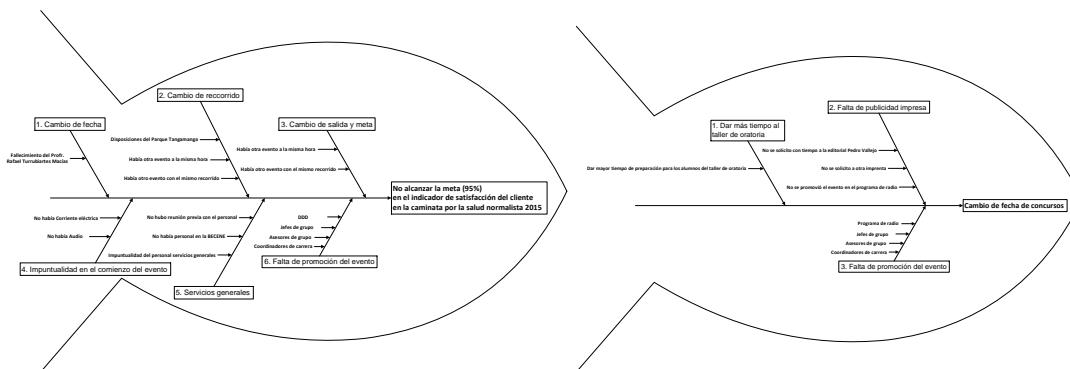 2. Cambio de reccorrido
1. Cambio de fecha
3. Cambio de salida y meta
Disposiciones del Parque Tangamanga
Había otro evento a la misma hora
Fallecimiento del Profr.
Rafael Turrubiartes Macías
Había otra evento a la misma hora
Había otro evento con el mismo recorrido
Había otro evento con el mismo recorrido
No alcanzar la meta (95%)
en el indicador de satisfacción del cliente
en la caminata por la salud normalista 2015
No había Corriente eléctrica
No había Audio
No hubo reunión previa con el personal
No había personal en la BECENE
Impuntualidad del personal servicios generales
DDD
Jefes de grupo
Asesores de grupo
Coordinadores de carrera
4. Impuntualidad en el comienzo del evento
6. Falta de promoción del evento
5. Servicios generales
2. Falta de publicidad impresa
1. Dar más tiempo al
taller de oratoria
No se solicito con tiempo a la editorial Pedro Vallejo
Dar mayor tiempo de preparación para los alumnos del taller de oratoria
No se solicito a otra imprenta
No se promovió el evento en el programa de radio
Cambio de fecha de concursos
Programa de radio
Jefes de grupo
Asesores de grupo
Coordinadores de carrera
3. Falta de promoción del evento